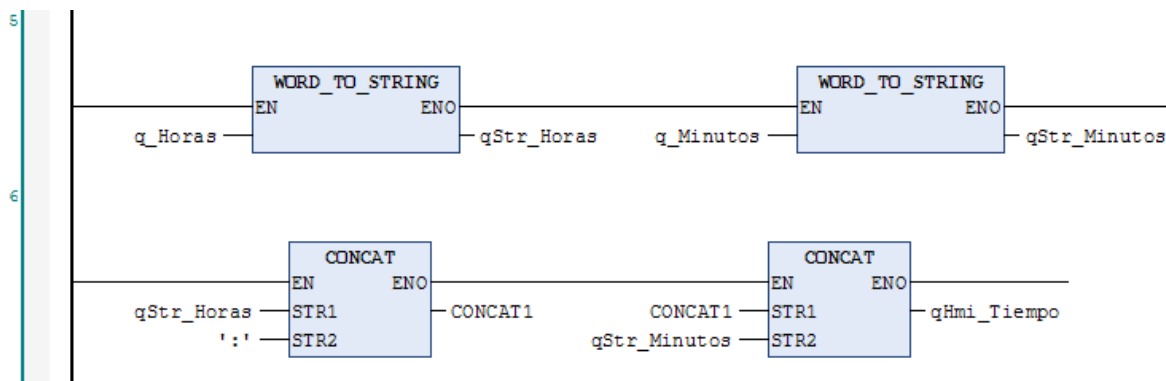 5
WORD_TO_STRING WORD_TO_STRING
EN ENO EN ENO
q_Horas qStr_Horas q_Minutos qStr_Minutos
6
CONCAT CONCAT
EN ENO EN ENO
qStr_Horas STR1 CONCAT1 CONCAT1 STR1 qHmi_Tiempo
':' STR2 qStr_Minutos STR2